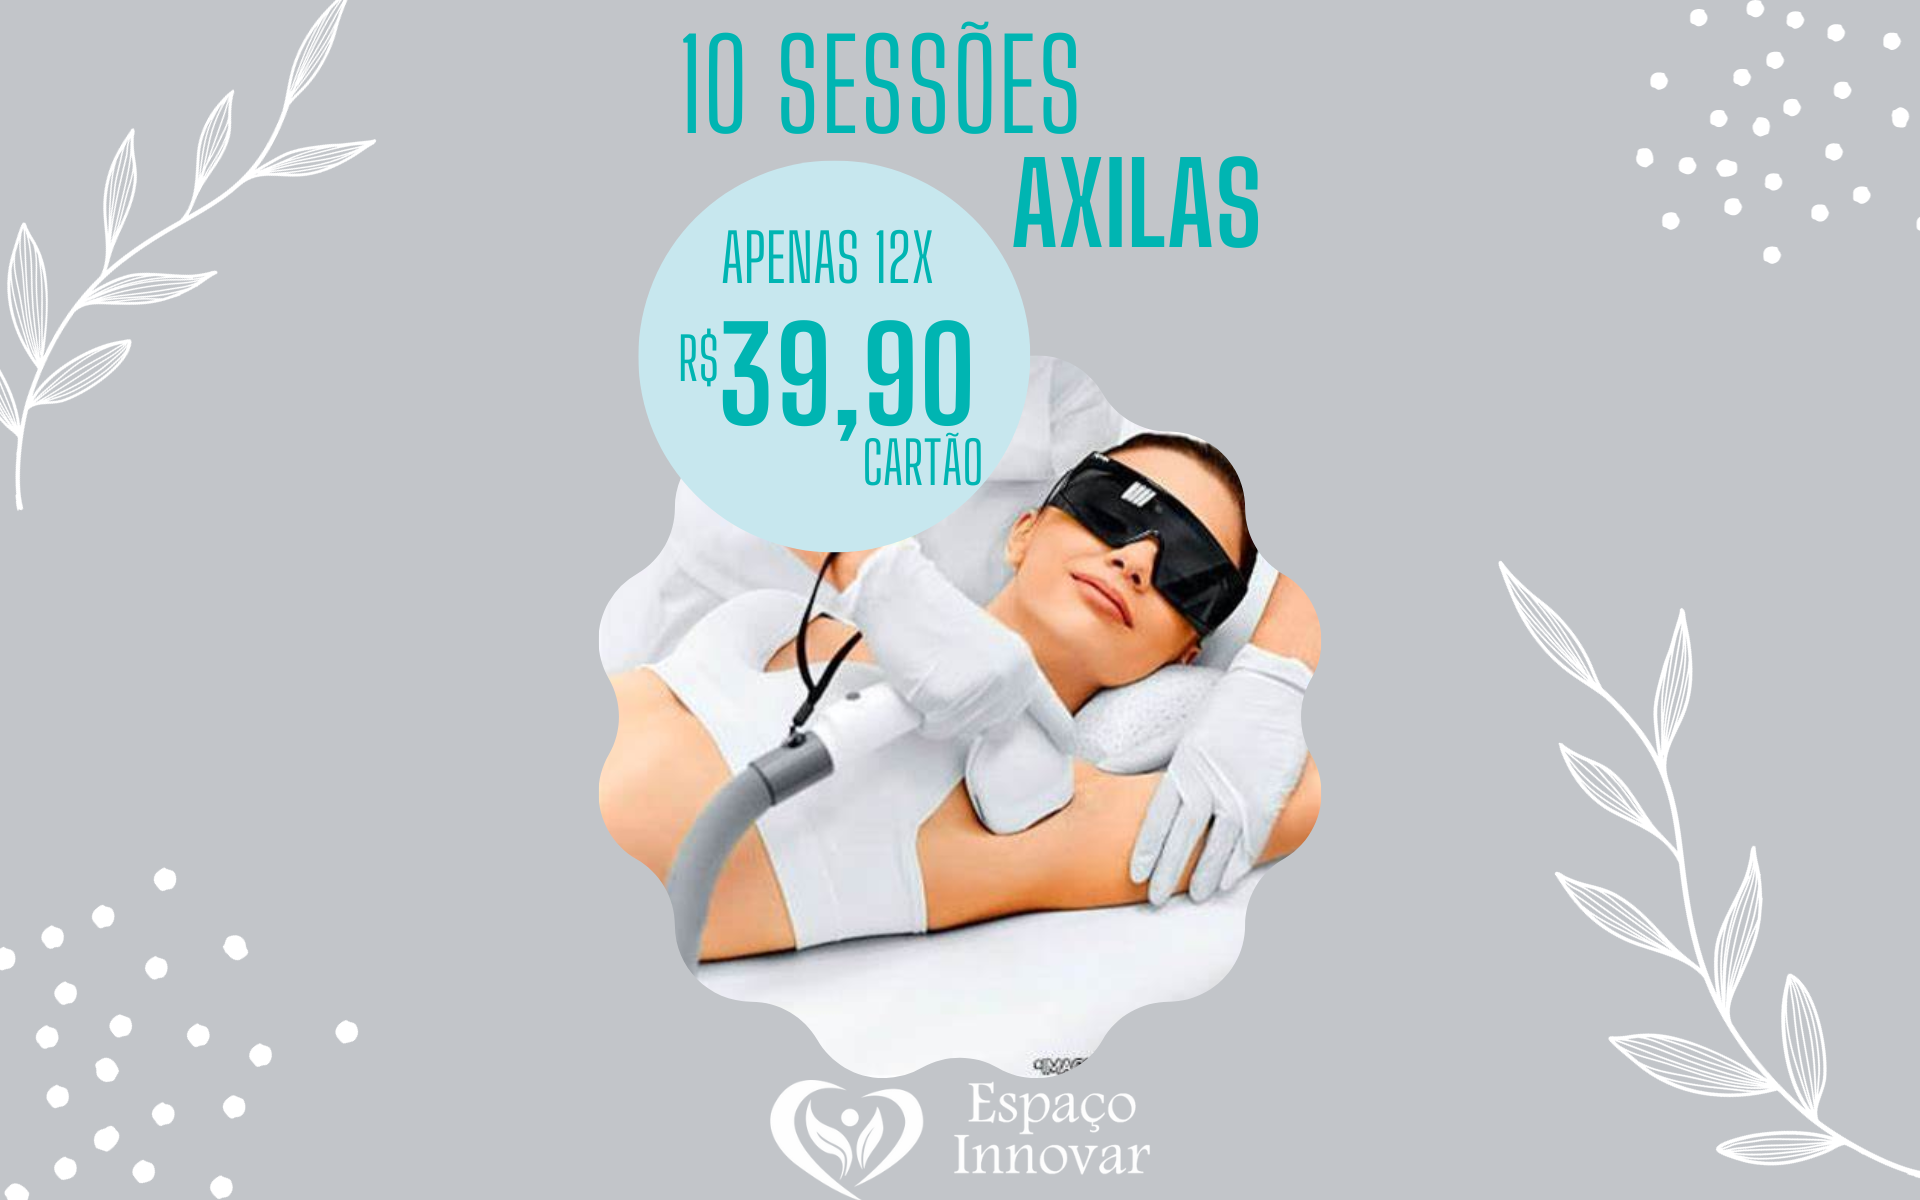 10 SESSÕES
AXILAS
APENAS 12X
R$39,90
CARTÃO
Espaço
Innovar